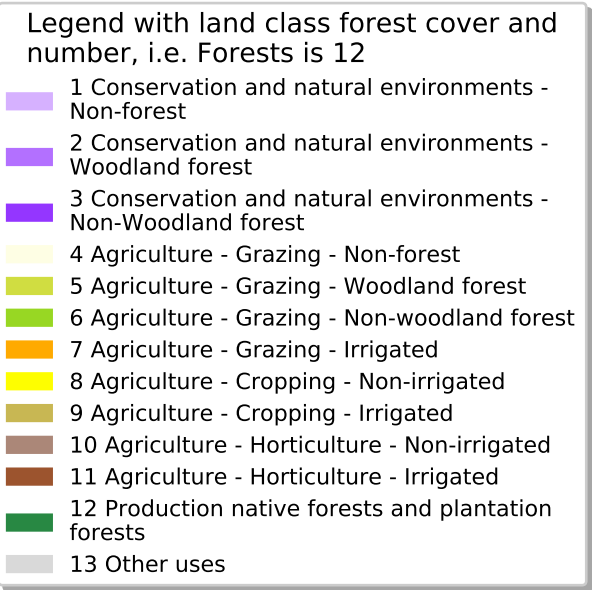 Legend with land class forest cover and
number, i.e. Forests is 12
1 Conservation and natural environments -
Non-forest
2 Conservation and natural environments -
Woodland forest
3 Conservation and natural environments -
Non-Woodland forest
4 Agriculture - Grazing - Non-forest
5 Agriculture - Grazing - Woodland forest
6 Agriculture - Grazing - Non-woodland forest
7 Agriculture - Grazing - Irrigated
8 Agriculture - Cropping - Non-irrigated
9 Agriculture - Cropping - Irrigated
10 Agriculture - Horticulture - Non-irrigated
11 Agriculture - Horticulture - Irrigated
12 Production native forests and plantation
forests
13 Other uses